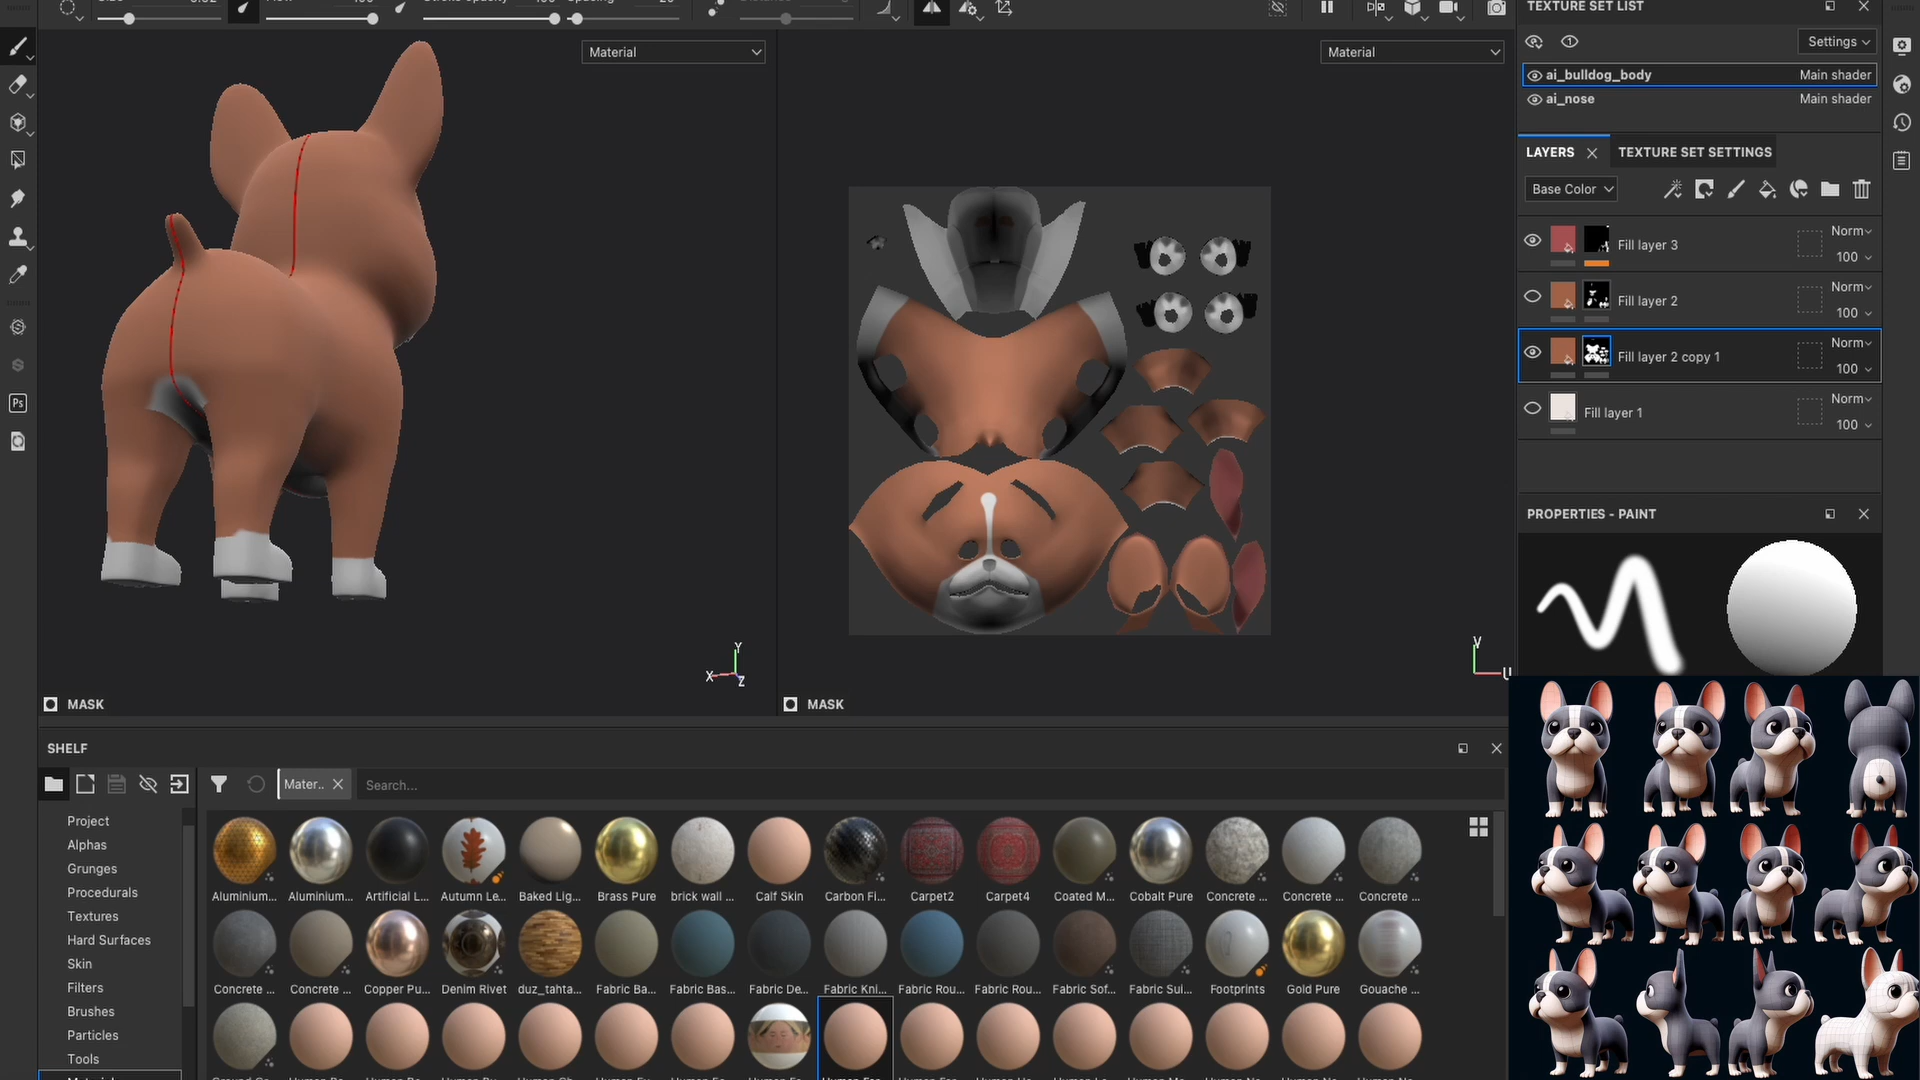 TEXTURE SET LIST
Material
Material
Settings
ai_bulldog_body
Main shader
ai_nose
Main shader
LAYERS
TEXTURE SET SETTINGS
Base Color
Fill layer 3
Norm
100
Fill layer 2
Norm
100
Fill layer 2 copy 1
Norm
100
Fill layer 1
Norm
100
PROPERTIES - PAINT
Ps
Y
X
Z
V
U
MASK
MASK
SHELF
Mater..
Search...
Project
Alphas
Grunges
Procedurals
Textures
Hard Surfaces
Skin
Filters
Brushes
Particles
Tools
Aluminium...
Aluminium...
Artificial L...
Autumn Le...
Baked Lig...
Brass Pure
brick wall ...
Calf Skin
Carbon Fi...
Carpet2
Carpet4
Coated M...
Cobalt Pure
Concrete ...
Concrete ...
Concrete ...
Concrete ...
Concrete ...
Copper Pu...
Denim Rivet
duz_tahta...
Fabric Ba...
Fabric Bas...
Fabric De...
Fabric Kni...
Fabric Rou...
Fabric Rou...
Fabric Sof...
Fabric Sui...
Footprints
Gold Pure
Gouache ...